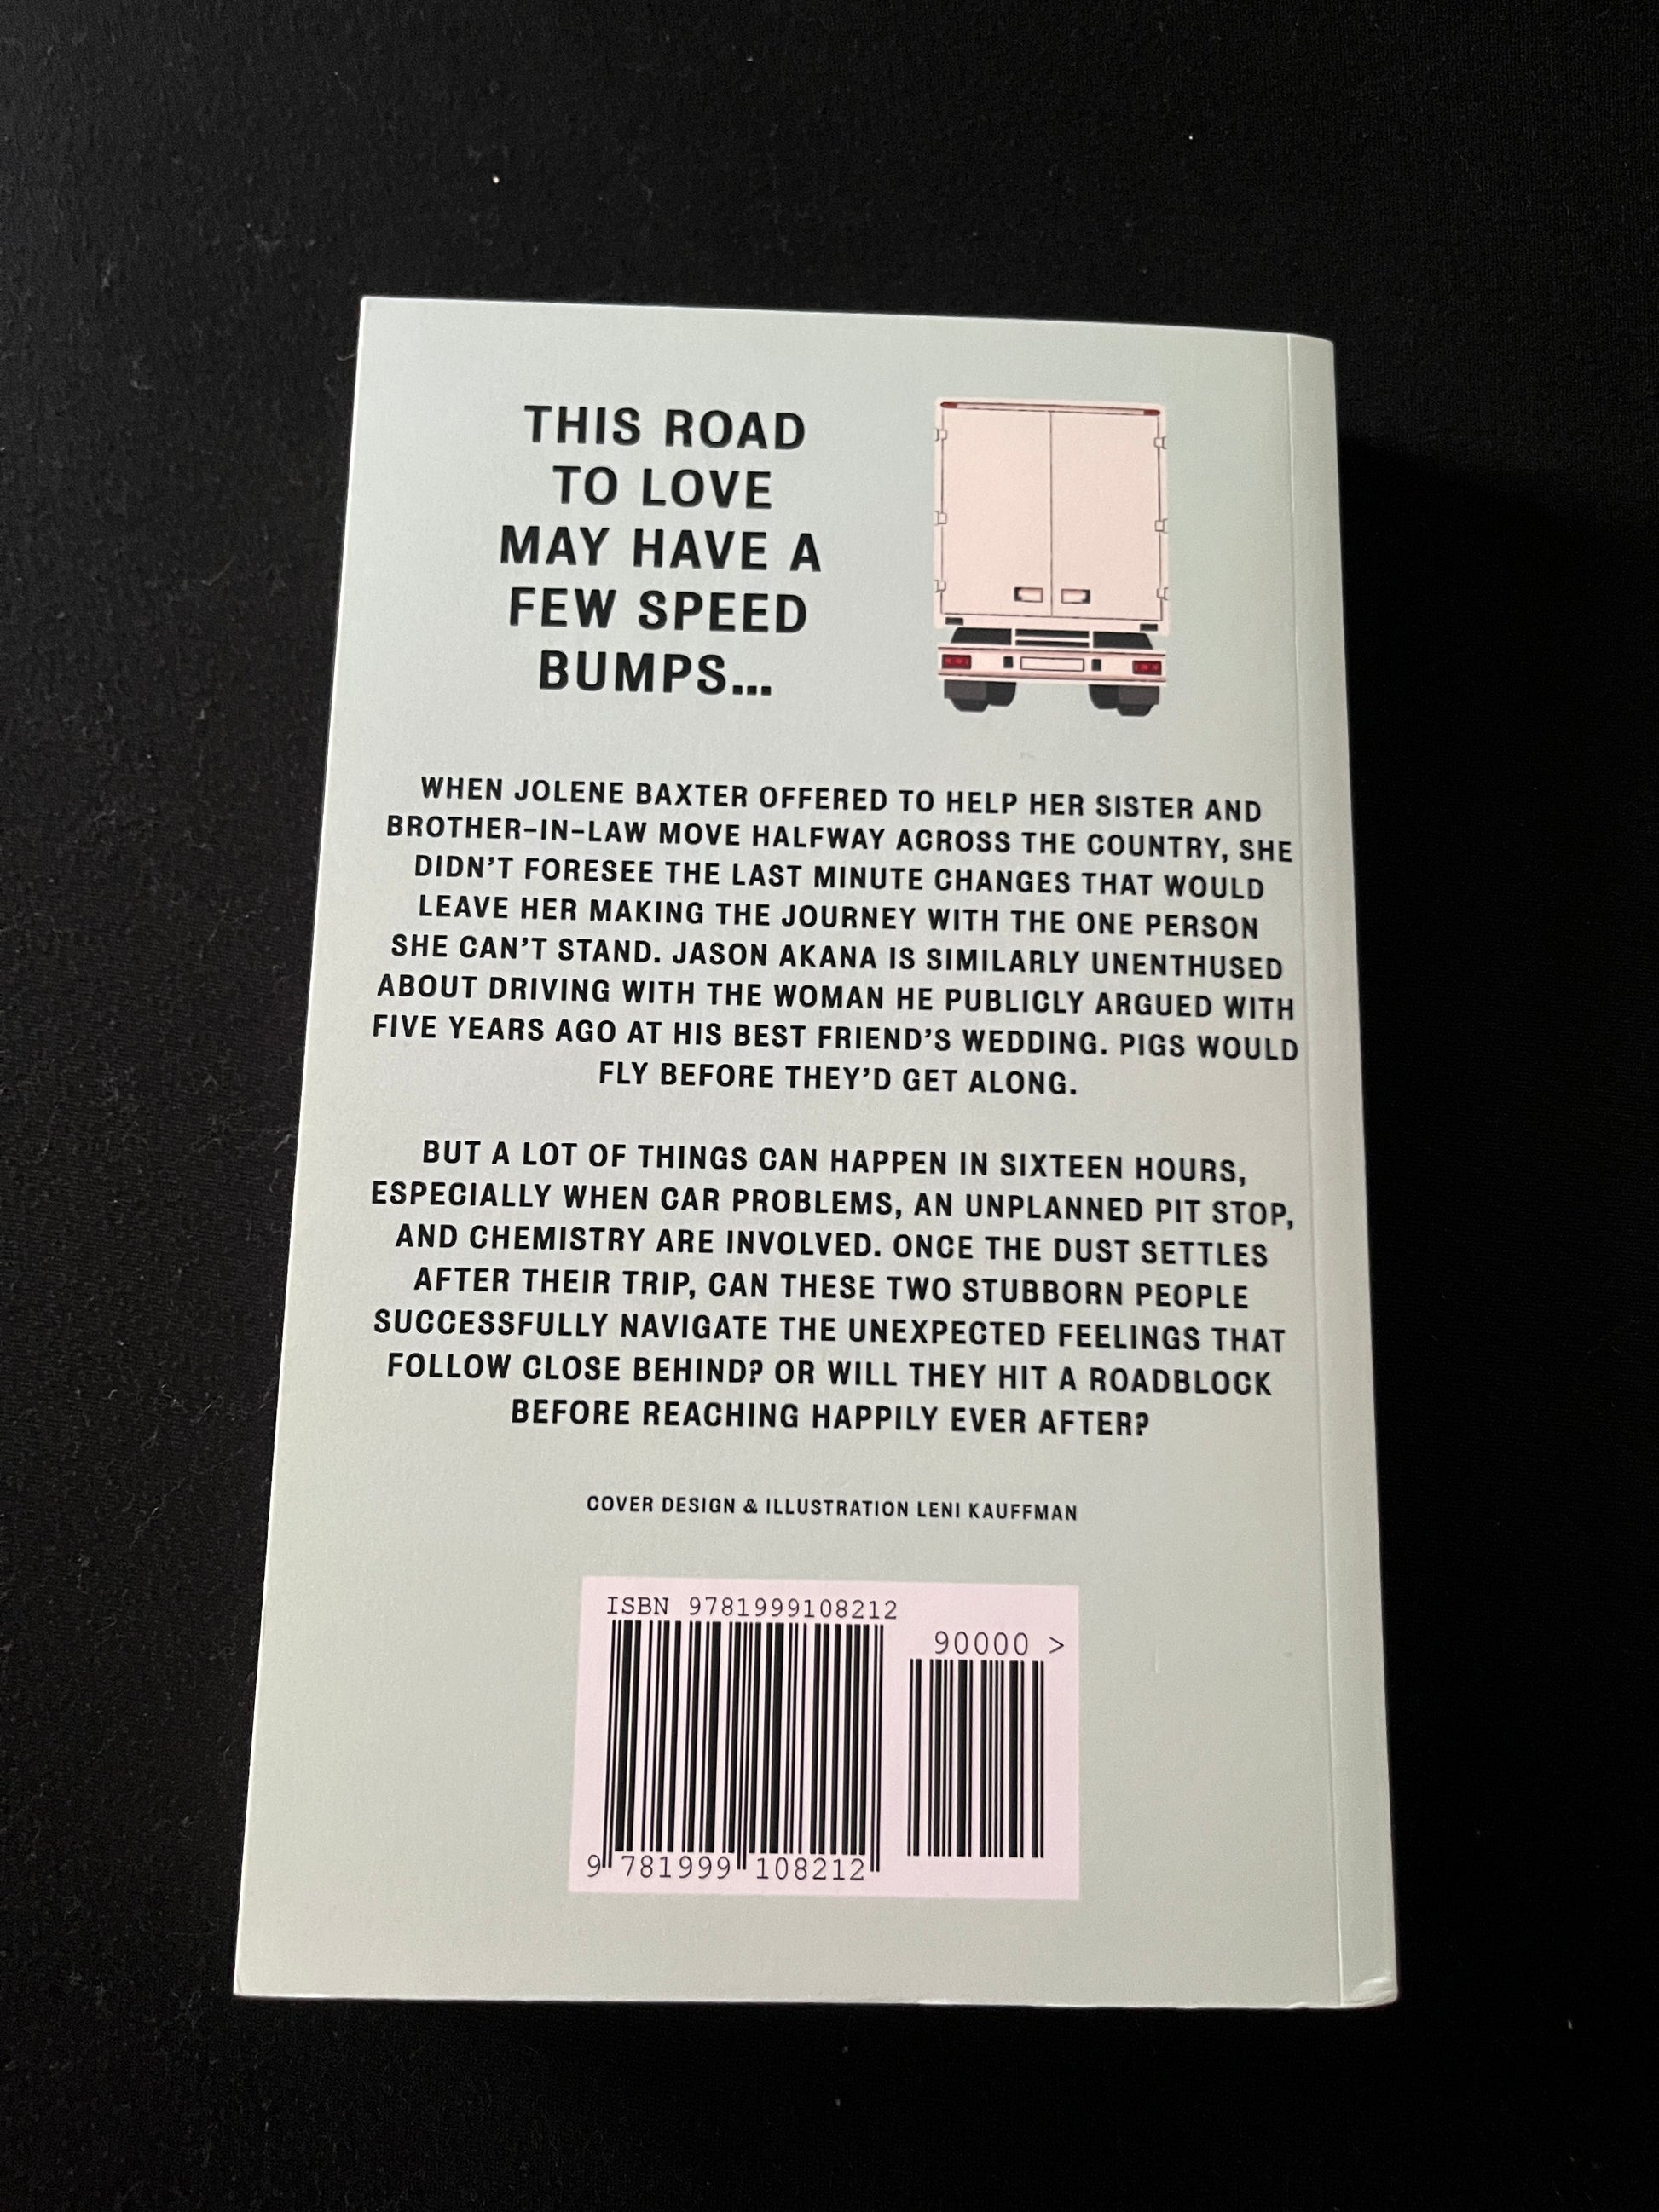 THIS ROAD
TO LOVE
MAY HAVE A
FEW SPEED
BUMPS...
WHEN JOLENE BAXTER OFFERED TO HELP HER SISTER AND
BROTHER-IN-LAW MOVE HALFWAY ACROSS THE COUNTRY, SHE
DIDN'T FORESEE THE LAST MINUTE CHANGES THAT WOULD
LEAVE HER MAKING THE JOURNEY WITH THE ONE PERSON
SHE CAN'T STAND. JASON AKANA IS SIMILARLY UNENTHUSED
ABOUT DRIVING WITH THE WOMAN HE PUBLICLY ARGUED WITH
FIVE YEARS AGO AT HIS BEST FRIEND'S WEDDING. PIGS WOULD
FLY BEFORE THEY'D GET ALONG.
BUT A LOT OF THINGS CAN HAPPEN IN SIXTEEN HOURS,
ESPECIALLY WHEN CAR PROBLEMS, AN UNPLANNED PIT STOP,
AND CHEMISTRY ARE INVOLVED. ONCE THE DUST SETTLES
AFTER THEIR TRIP, CAN THESE TWO STUBBORN PEOPLE
SUCCESSFULLY NAVIGATE THE UNEXPECTED FEELINGS THAT
FOLLOW CLOSE BEHIND? OR WILL THEY HIT A ROADBLOCK
BEFORE REACHING HAPPILY EVER AFTER?
COVER DESIGN & ILLUSTRATION LENI KAUFFMAN
ISBN 9781999108212
90000 >
9 781999 108212